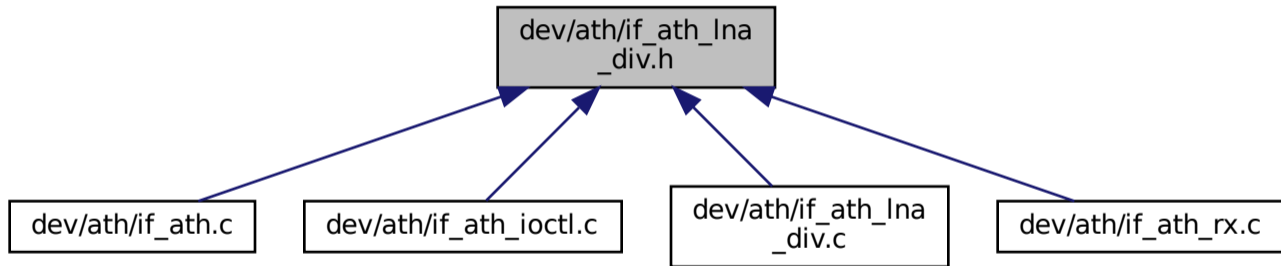 dev/ath/if_ath_lna
_div.h
dev/ath/if_ath.c
dev/ath/if_ath_ioctl.c
dev/ath/if_ath_lna
_div.c
dev/ath/if_ath_rx.c